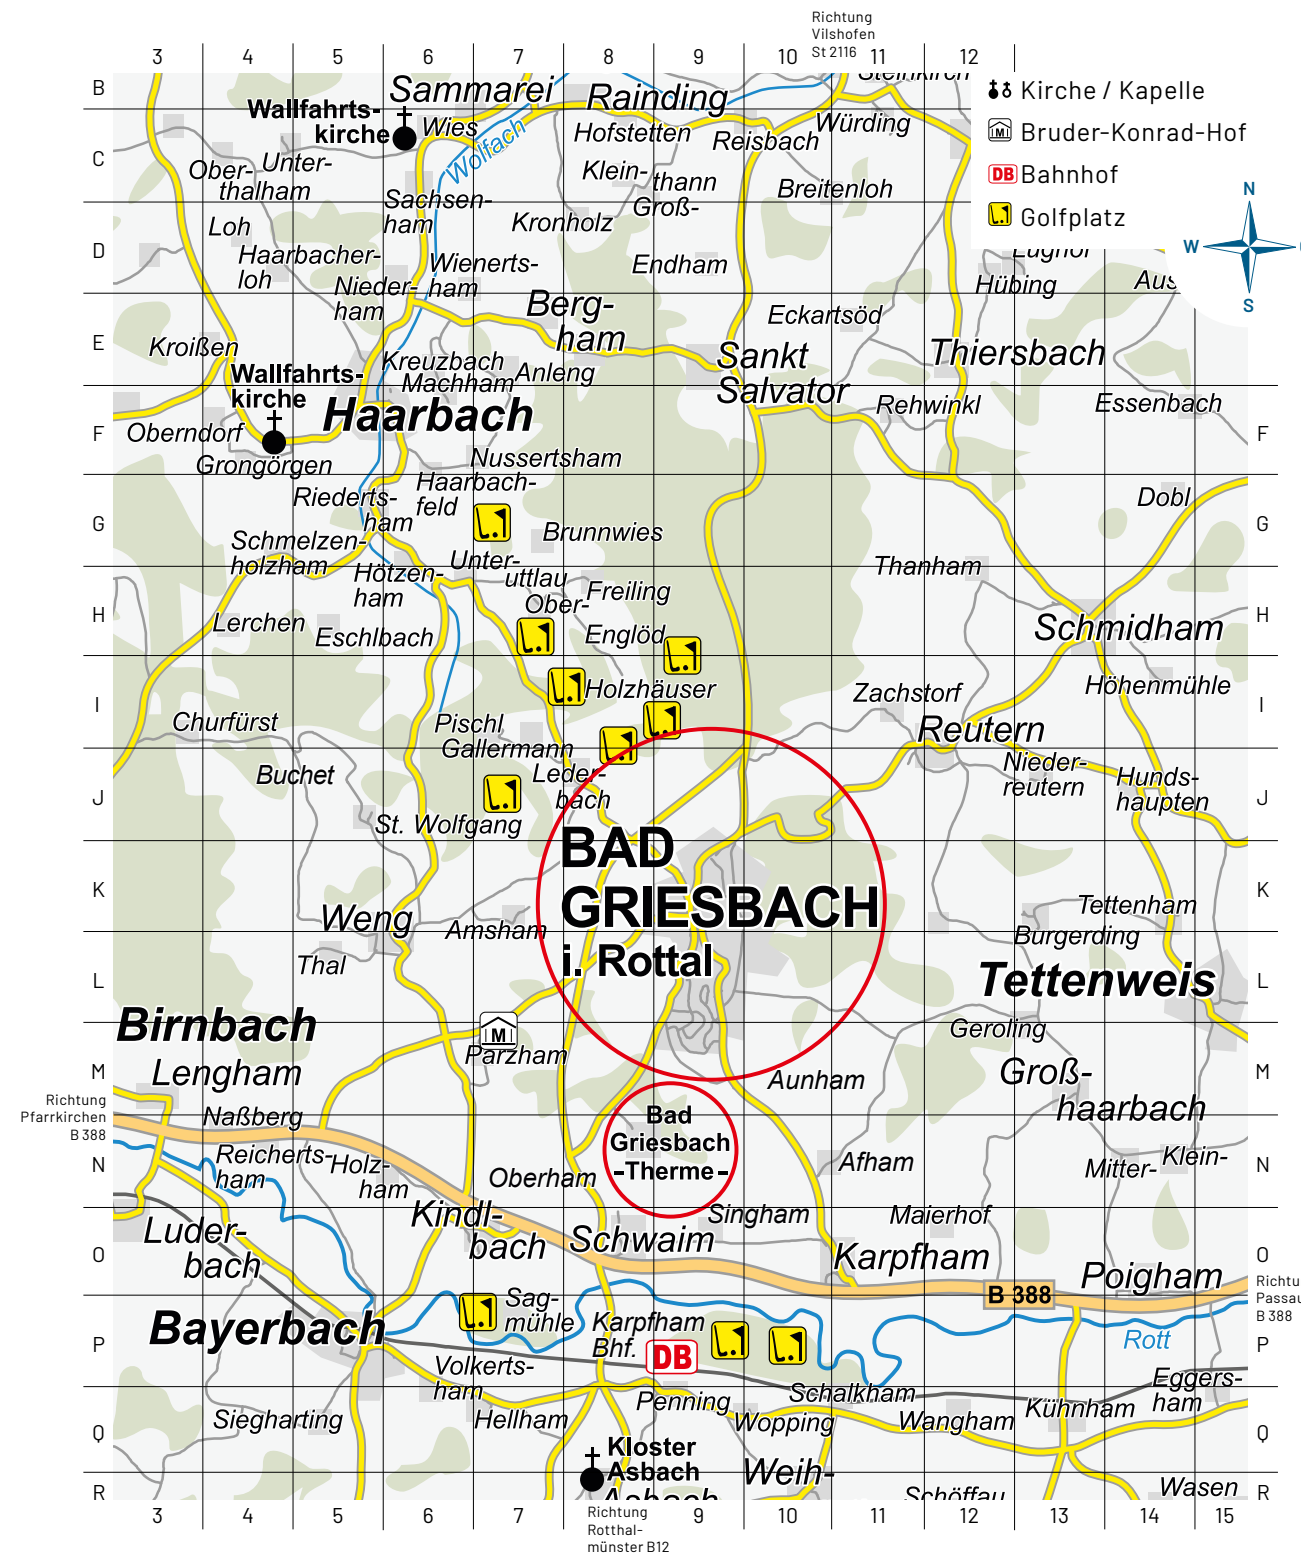 Richtung
Vilshofen
St 2116
3 4 5 6 7 8 9 10 11 12
B
Sammarei
Rainding
Steinkirch
Kirche / Kapelle
Wallfahrts-
kirche
Wies
Wolfach
Hofstetten
Reisbach
Würding
Bruder-Konrad-Hof
C
Ober-
thalham
Unter-
Klein-
thann
Groß-
Breitenloh
DB Bahnhof
Golfplatz
N
W
S
Sachsen-
ham
Kronholz
Loh
D
Haarbacher-
loh
Wienerts-
ham
Endham
Hübing
Nieder-
ham
Berg-
ham
Eckartsöd
E
Kroißen
Kreuzbach
Machham
Anleng
Sankt
Salvator
Thiersbach
Wallfahrts-
kirche
Haarbach
Rehwinkl
Essenbach
F
Oberndorf
F
Grongörgen
Nussertsham
Haarbach-
feld
Riederts-
ham
Dobl
G
Brunnwies
G
Schmelzen-
holzham
Hötzen-
ham
Unter-
uttlau
Ober-
Freiling
Thanham
H
Lerchen
Eschlbach
Englöd
Schmidham
H
Holzhäuser
Zachstorf
Höhenmühle
I
Churfürst
Pischl
Gallermann
Reutern
I
Buchet
Leder-
bach
Nieder-
reutern
Hunds-
haupten
J
St. Wolfgang
J
BAD
GRIESBACH
i. Rottal
K
Weng
Amsham
Tettenham
K
Burgerding
Thal
L
Tettenweis
L
Birnbach
M
Parzham
Geroling
M
Lengham
Aunham
Groß-
haarbach
M
Richtung
Pfarrkirchen
B 388
Naßberg
Bad
Griesbach
-Therme-
N
Reicherts-
ham
Holz-
ham
Oberham
Afham
Mitter-
Klein-
N
Kindl-
bach
Singham
Maierhof
Luder-
bach
O
Schwaim
Karpfham
Poigham
O
B 388
Richtu
Passau
B 388
Bayerbach
Sag-
mühle
Karpfham
Bhf.
DB
P
Rott
P
Volkerts-
ham
Schalkham
Eggers-
ham
Siegharting
Hellham
Penning
Wopping
Wangham
Kühnham
Q
Q
Kloster
Asbach
Asbach
Weih-
Schöffau
Wasen
R
R
3 4 5 6 7 9 10 11 12 13 14 15
Richtung
Rotthal-
münster B12